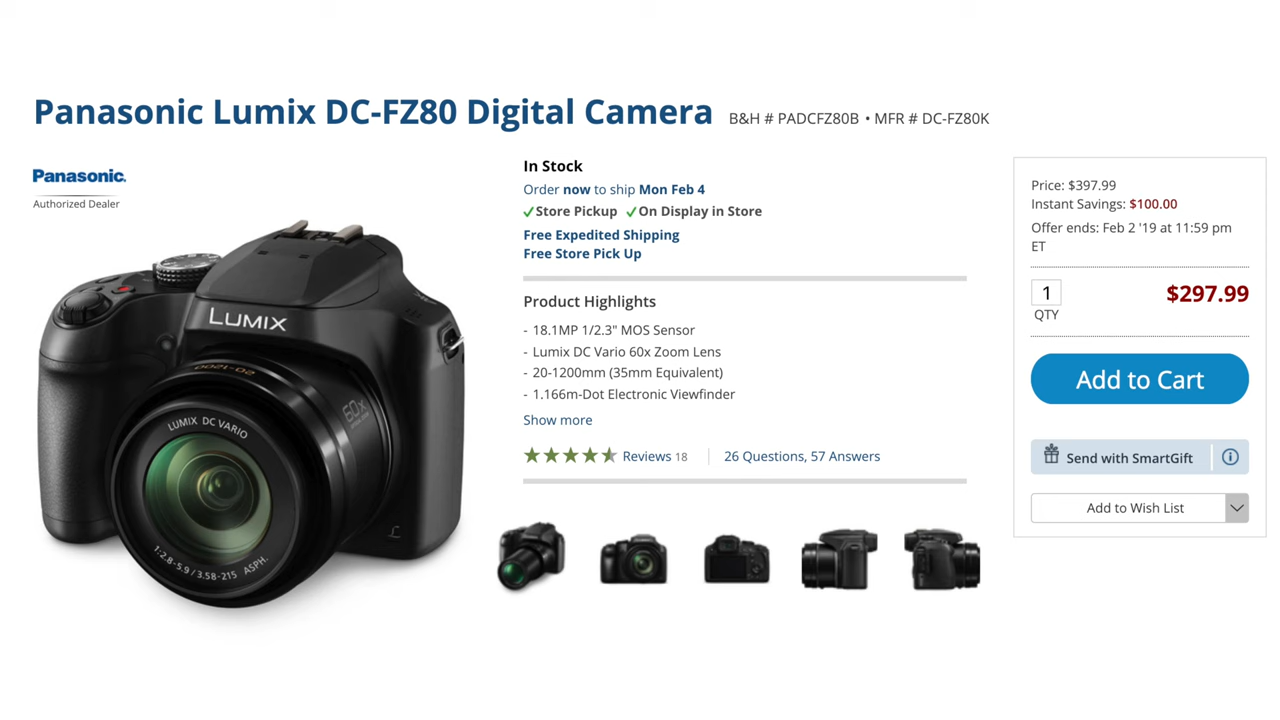 Panasonic Lumix DC-FZ80 Digital Camera B&H # PADCFZ80B • MFR # DC-FZ80K
Panasonic.
Authorized Dealer
LUMIX
20-1200
60x
LUMIX DC VARIO
1:2.8-5.9 / 3.58-215 ASPH.
L
In Stock
Order now to ship Mon Feb 4
Store Pickup On Display in Store
Free Expedited Shipping
Free Store Pick Up
Product Highlights
- 18.1MP 1/2.3" MOS Sensor
- Lumix DC Vario 60x Zoom Lens
- 20-1200mm (35mm Equivalent)
- 1.166m-Dot Electronic Viewfinder
Show more
Reviews 18 26 Questions, 57 Answers
Price: $397.99
Instant Savings: $100.00
Offer ends: Feb 2 '19 at 11:59 pm
ET
1 $297.99
QTY
Add to Cart
Send with SmartGift
Add to Wish List